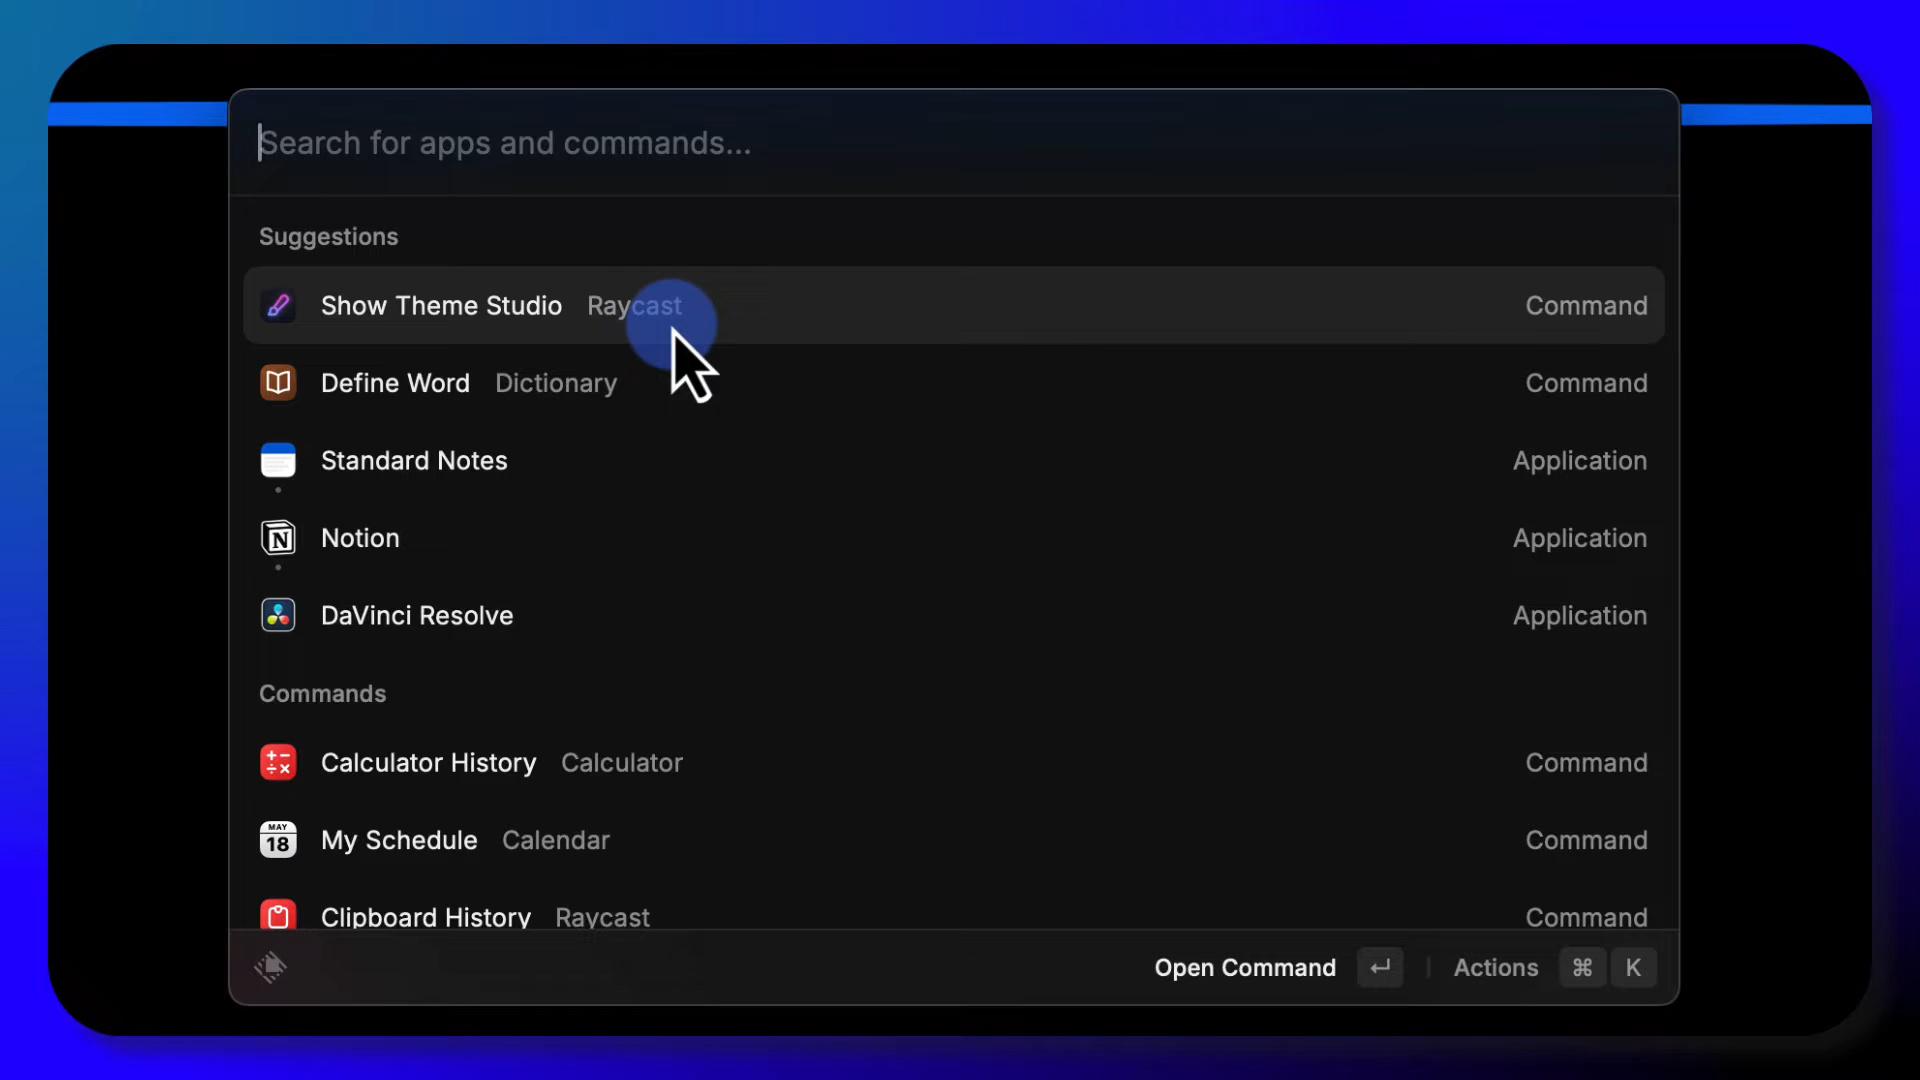 Search for apps and commands...
Suggestions
Show Theme Studio Raycast Command
Define Word Dictionary Command
Standard Notes Application
Notion Application
DaVinci Resolve Application
Commands
Calculator History Calculator Command
MAY
18
My Schedule Calendar Command
Clipboard History Raycast Command
Open Command ↵ Actions ⌘ K